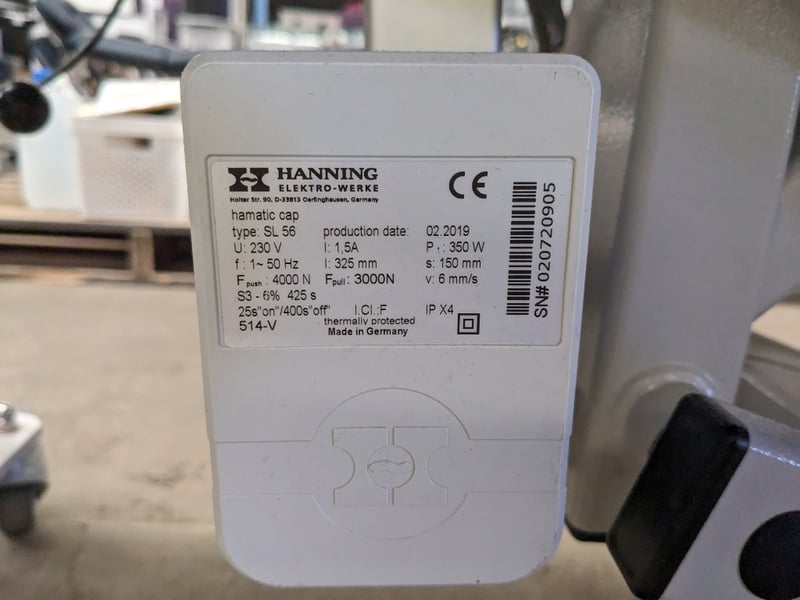 HANNING
ELEKTRO-WERKE
Holter Str. 90, D-33813 Oerlinghausen, Germany
CE
hamatic cap
type: SL 56 production date: 02.2019
U: 230 V I: 1,5A P₁: 350 W
f : 1~ 50 Hz l: 325 mm s: 150 mm
Fpush : 4000 N Fpull : 3000N v: 6 mm/s
S3 - 6% 425 s
25s"on"/400s"off" I.Cl.:F IP X4
514-V thermally protected
Made in Germany
SN# 020720905